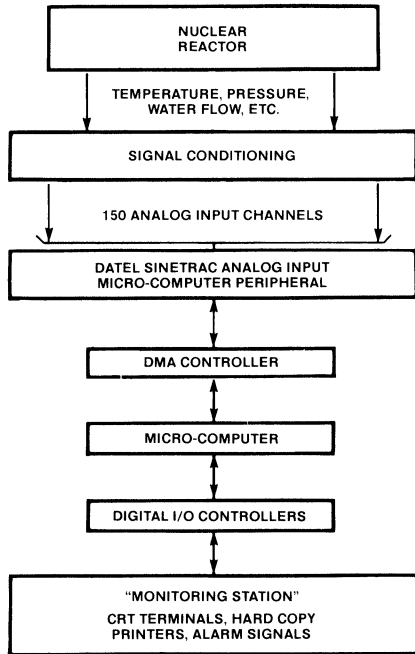 NUCLEAR
REACTOR
TEMPERATURE, PRESSURE,
WATER FLOW, ETC.
SIGNAL CONDITIONING
150 ANALOG INPUT CHANNELS
DATEL SINETRAC ANALOG INPUT
MICRO-COMPUTER PERIPHERAL
DMA CONTROLLER
MICRO-COMPUTER
DIGITAL I/O CONTROLLERS
"MONITORING STATION"
CRT TERMINALS, HARD COPY
PRINTERS, ALARM SIGNALS